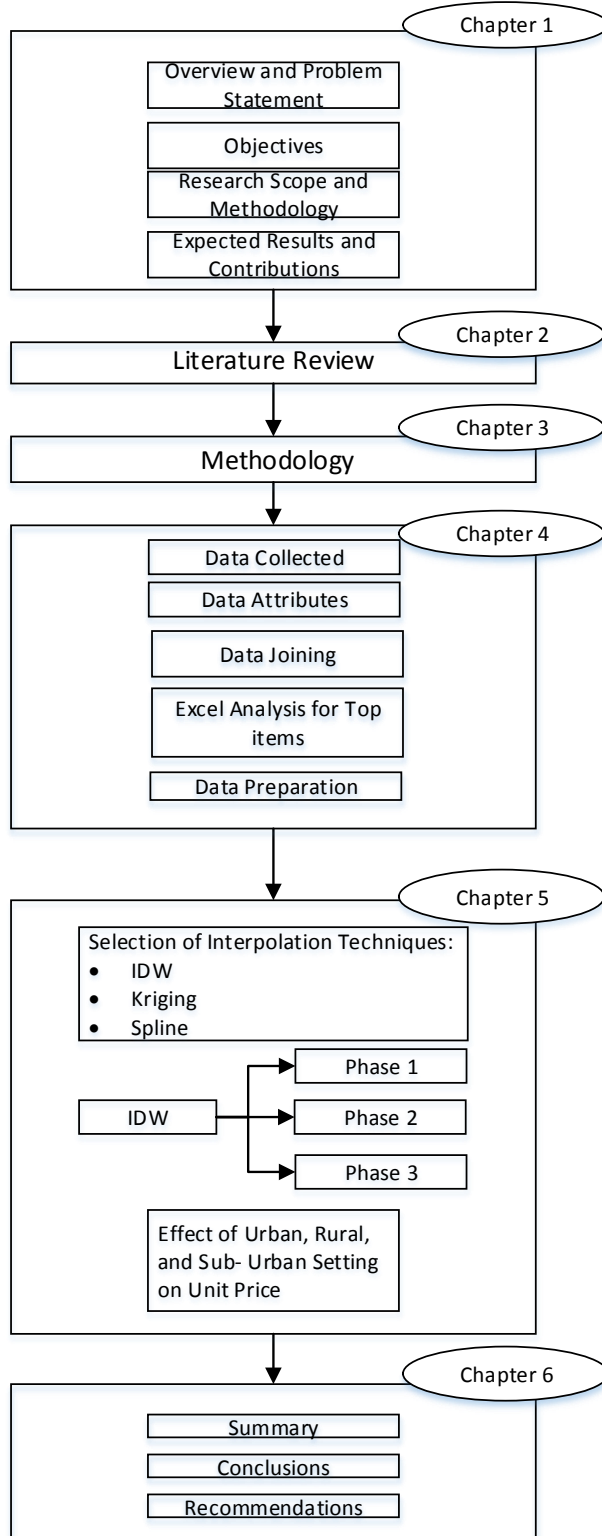 Chapter 1
Overview and Problem
Statement
Objectives
Research Scope and
Methodology
Expected Results and
Contributions
Chapter 2
Literature Review
Chapter 3
Methodology
Chapter 4
Data Collected
Data Attributes
Data Joining
Excel Analysis for Top
items
Data Preparation
Chapter 5
Selection of Interpolation Techniques:
• IDW
• Kriging
• Spline
Phase 1
IDW
Phase 2
Phase 3
Effect of Urban, Rural,
and Sub- Urban Setting
on Unit Price
Chapter 6
Summary
Conclusions
Recommendations